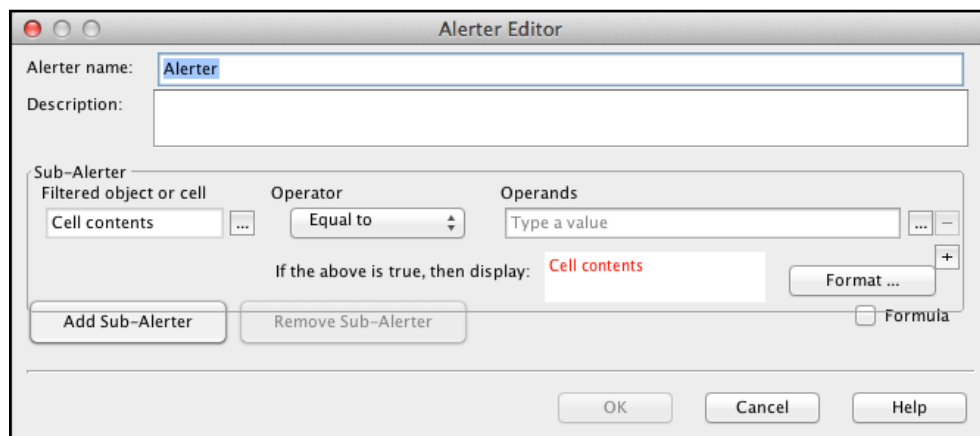 Alerter Editor
Alerter name: Alerter
Description:
Sub-Alerter
Filtered object or cell Operator Operands
Cell contents ... Equal to Type a value ... −
+
If the above is true, then display: Cell contents Format ...
Add Sub-Alerter Remove Sub-Alerter Formula
OK Cancel Help